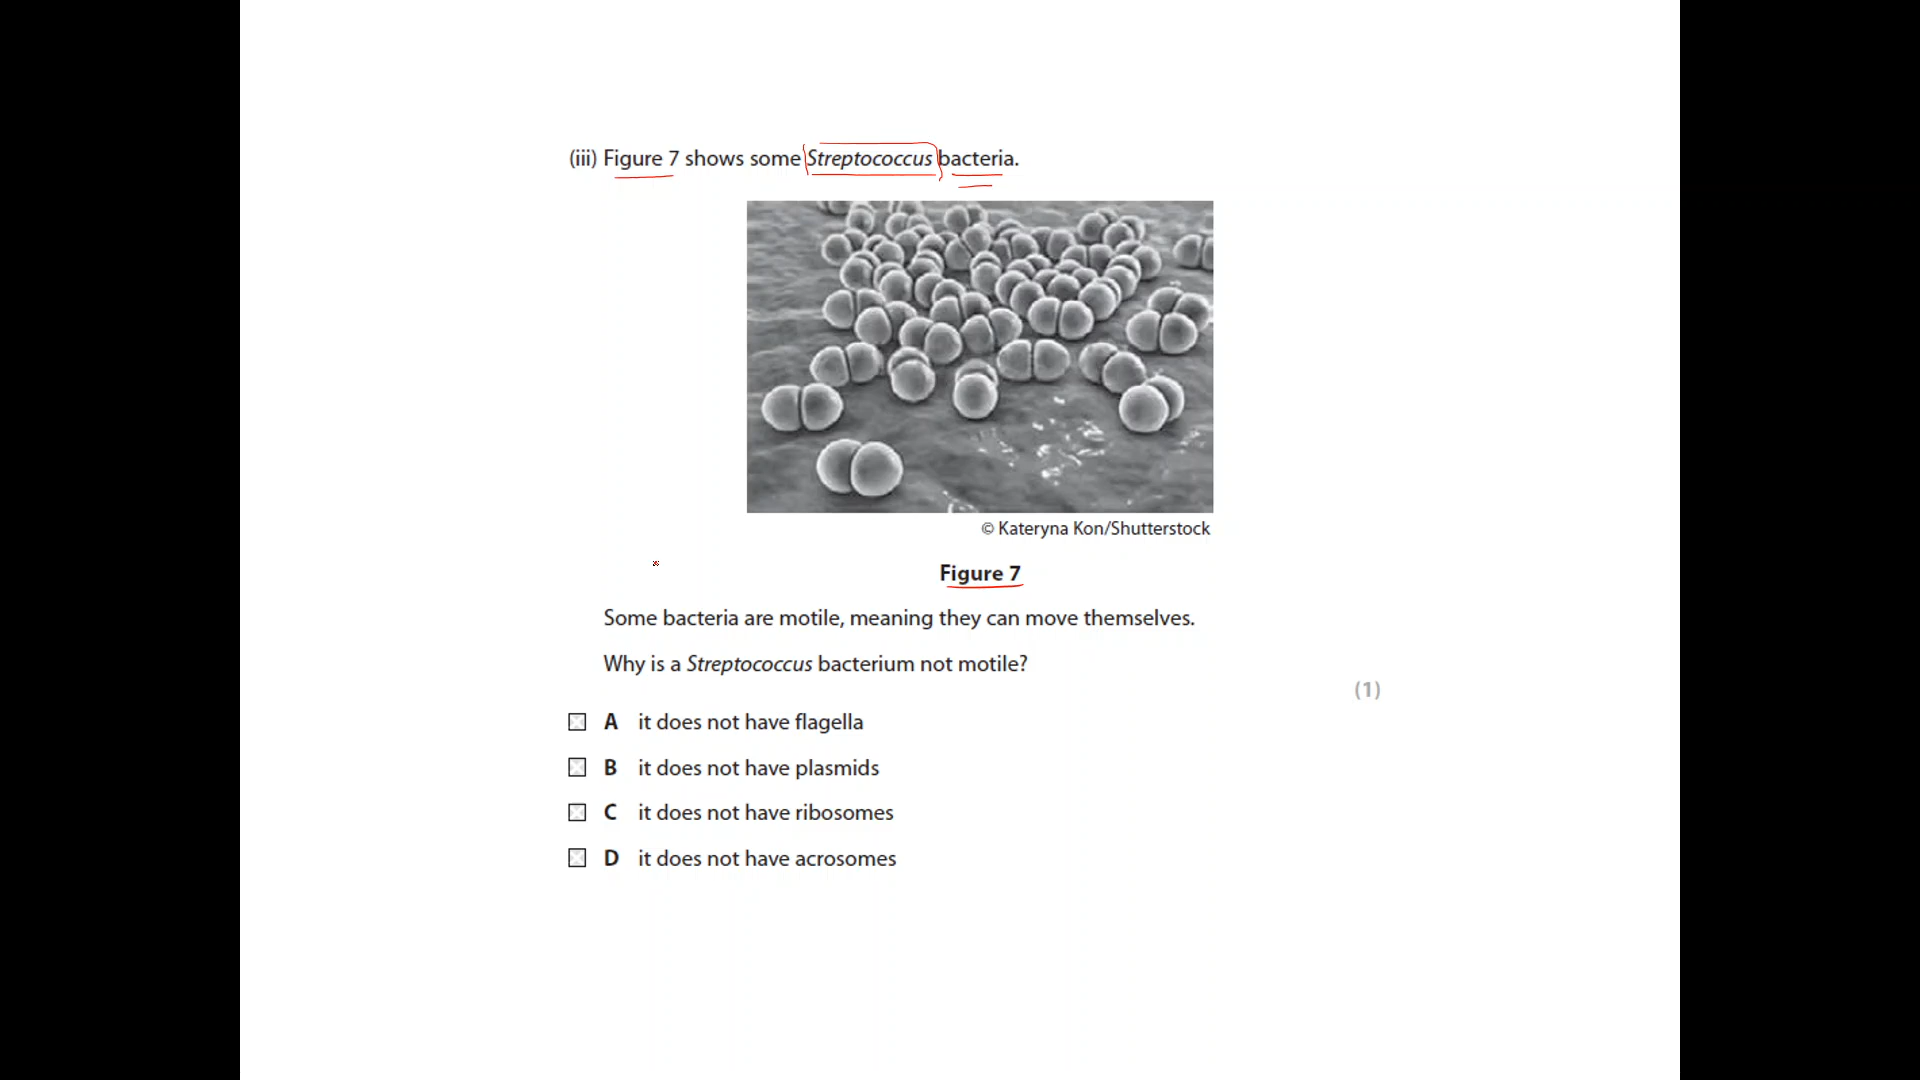 (iii) Figure 7 shows some Streptococcus bacteria.
© Kateryna Kon/Shutterstock
Figure 7
Some bacteria are motile, meaning they can move themselves.
Why is a Streptococcus bacterium not motile?
(1)
A it does not have flagella
B it does not have plasmids
C it does not have ribosomes
D it does not have acrosomes